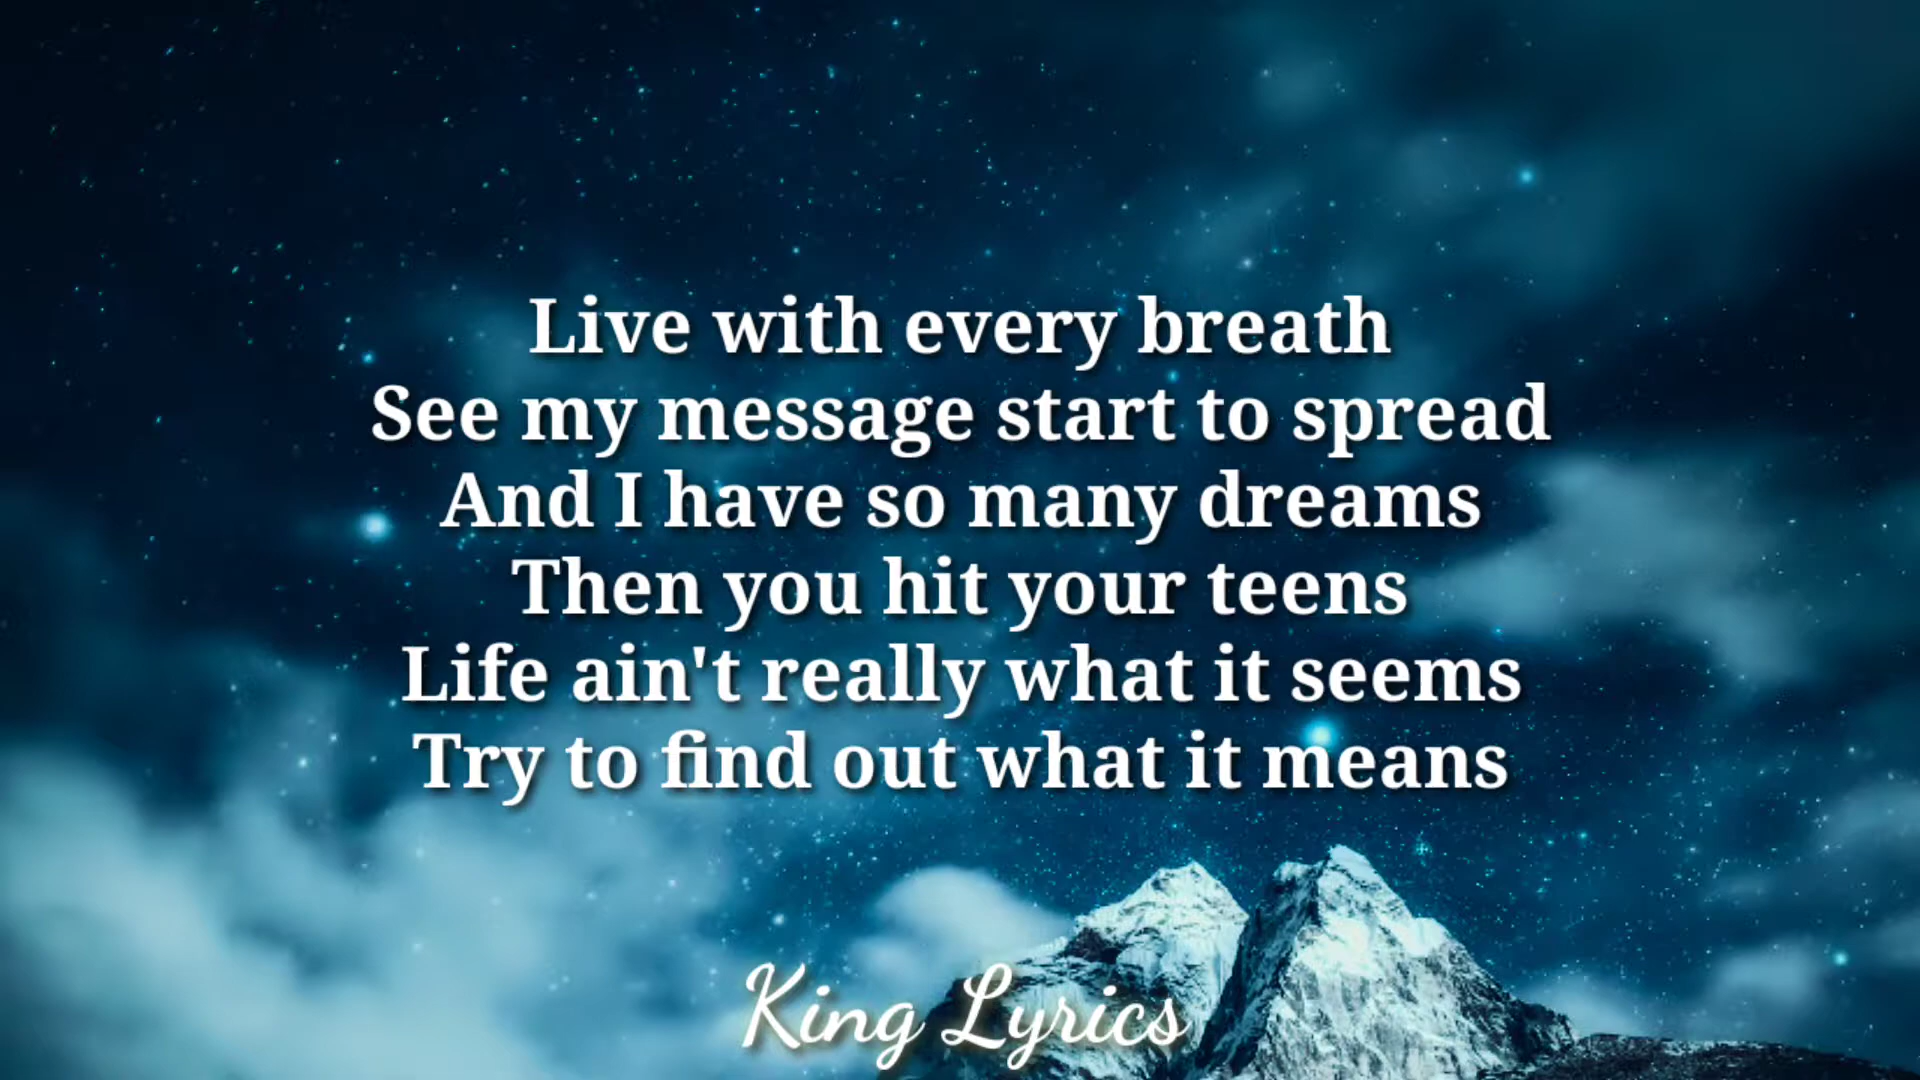 Live with every breath
See my message start to spread
And I have so many dreams
Then you hit your teens
Life ain't really what it seems
Try to find out what it means
King Lyrics